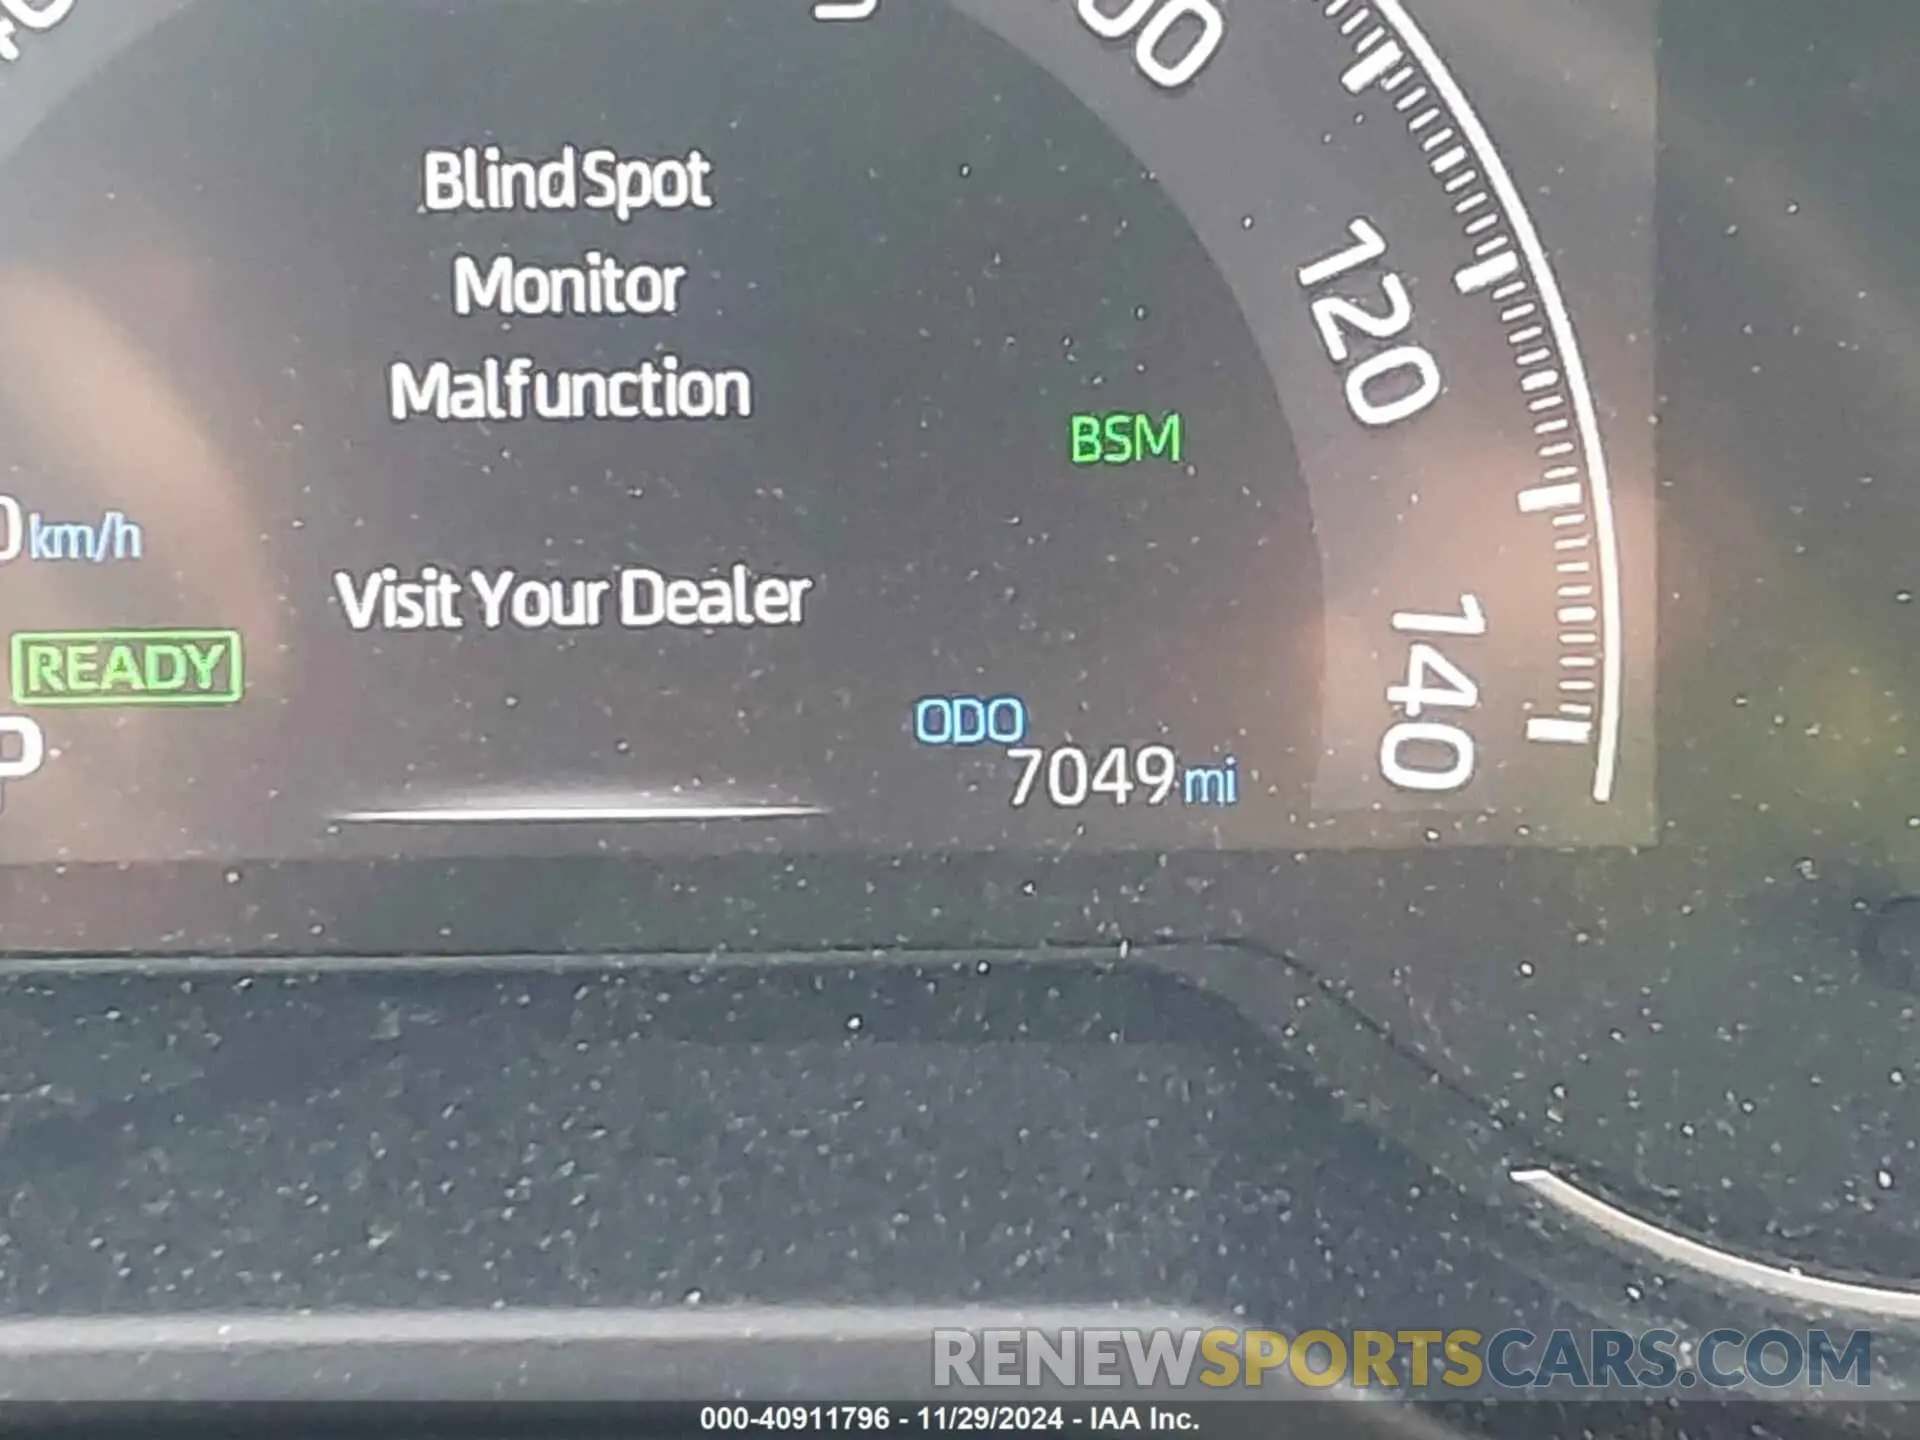 120
140
Blind Spot
Monitor
Malfunction
BSM
km/h
Visit Your Dealer
READY
ODO
7049 mi
RENEWSPORTSCARS.COM
000-40911796 - 11/29/2024 - IAA Inc.